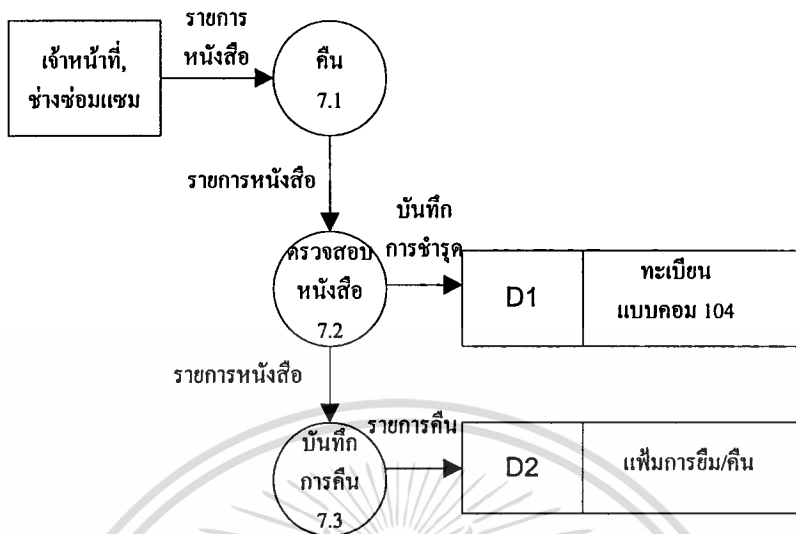 รายการ
หนังสือ
เจ้าหน้าที่,
ช่างซ่อมแซม
คืน
7.1
รายการหนังสือ
บันทึก
การชำรุด
ตรวจสอบ
หนังสือ
7.2
D1
ทะเบียน
แบบคอม 104
รายการหนังสือ
รายการคืน
บันทึก
การคืน
7.3
D2
แฟ้มการยืม/คืน